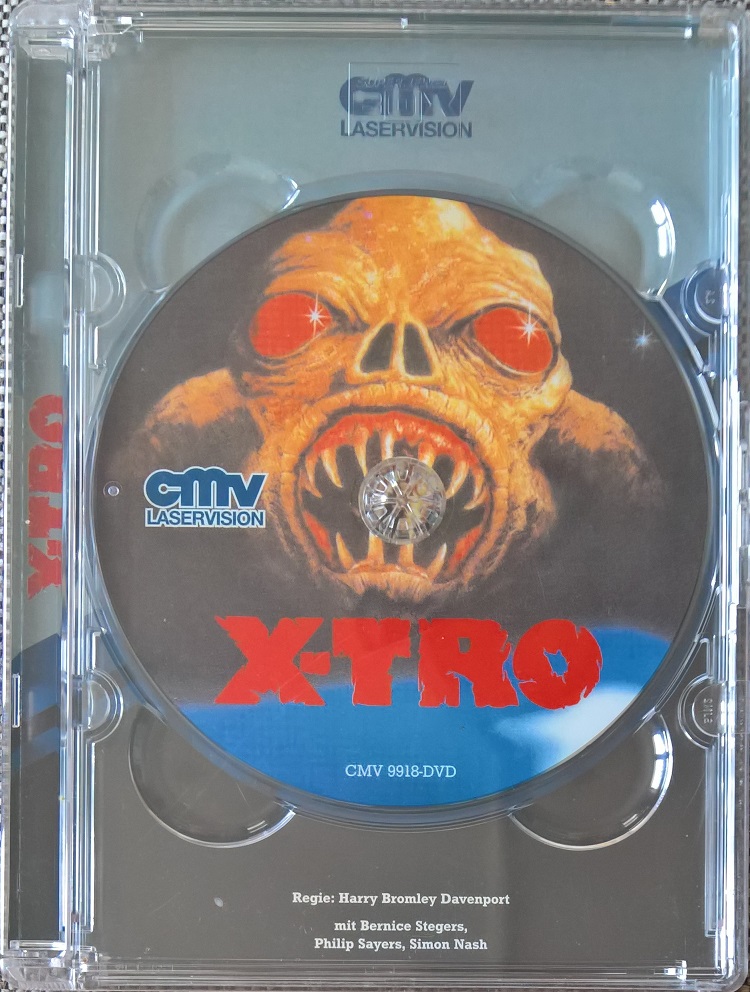 cmv
LASERVISION
X-TRO
cmv
LASERVISION
X-TRO
CMV 9918-DVD
Regie: Harry Bromley Davenport
mit Bernice Stegers,
Philip Sayers, Simon Nash